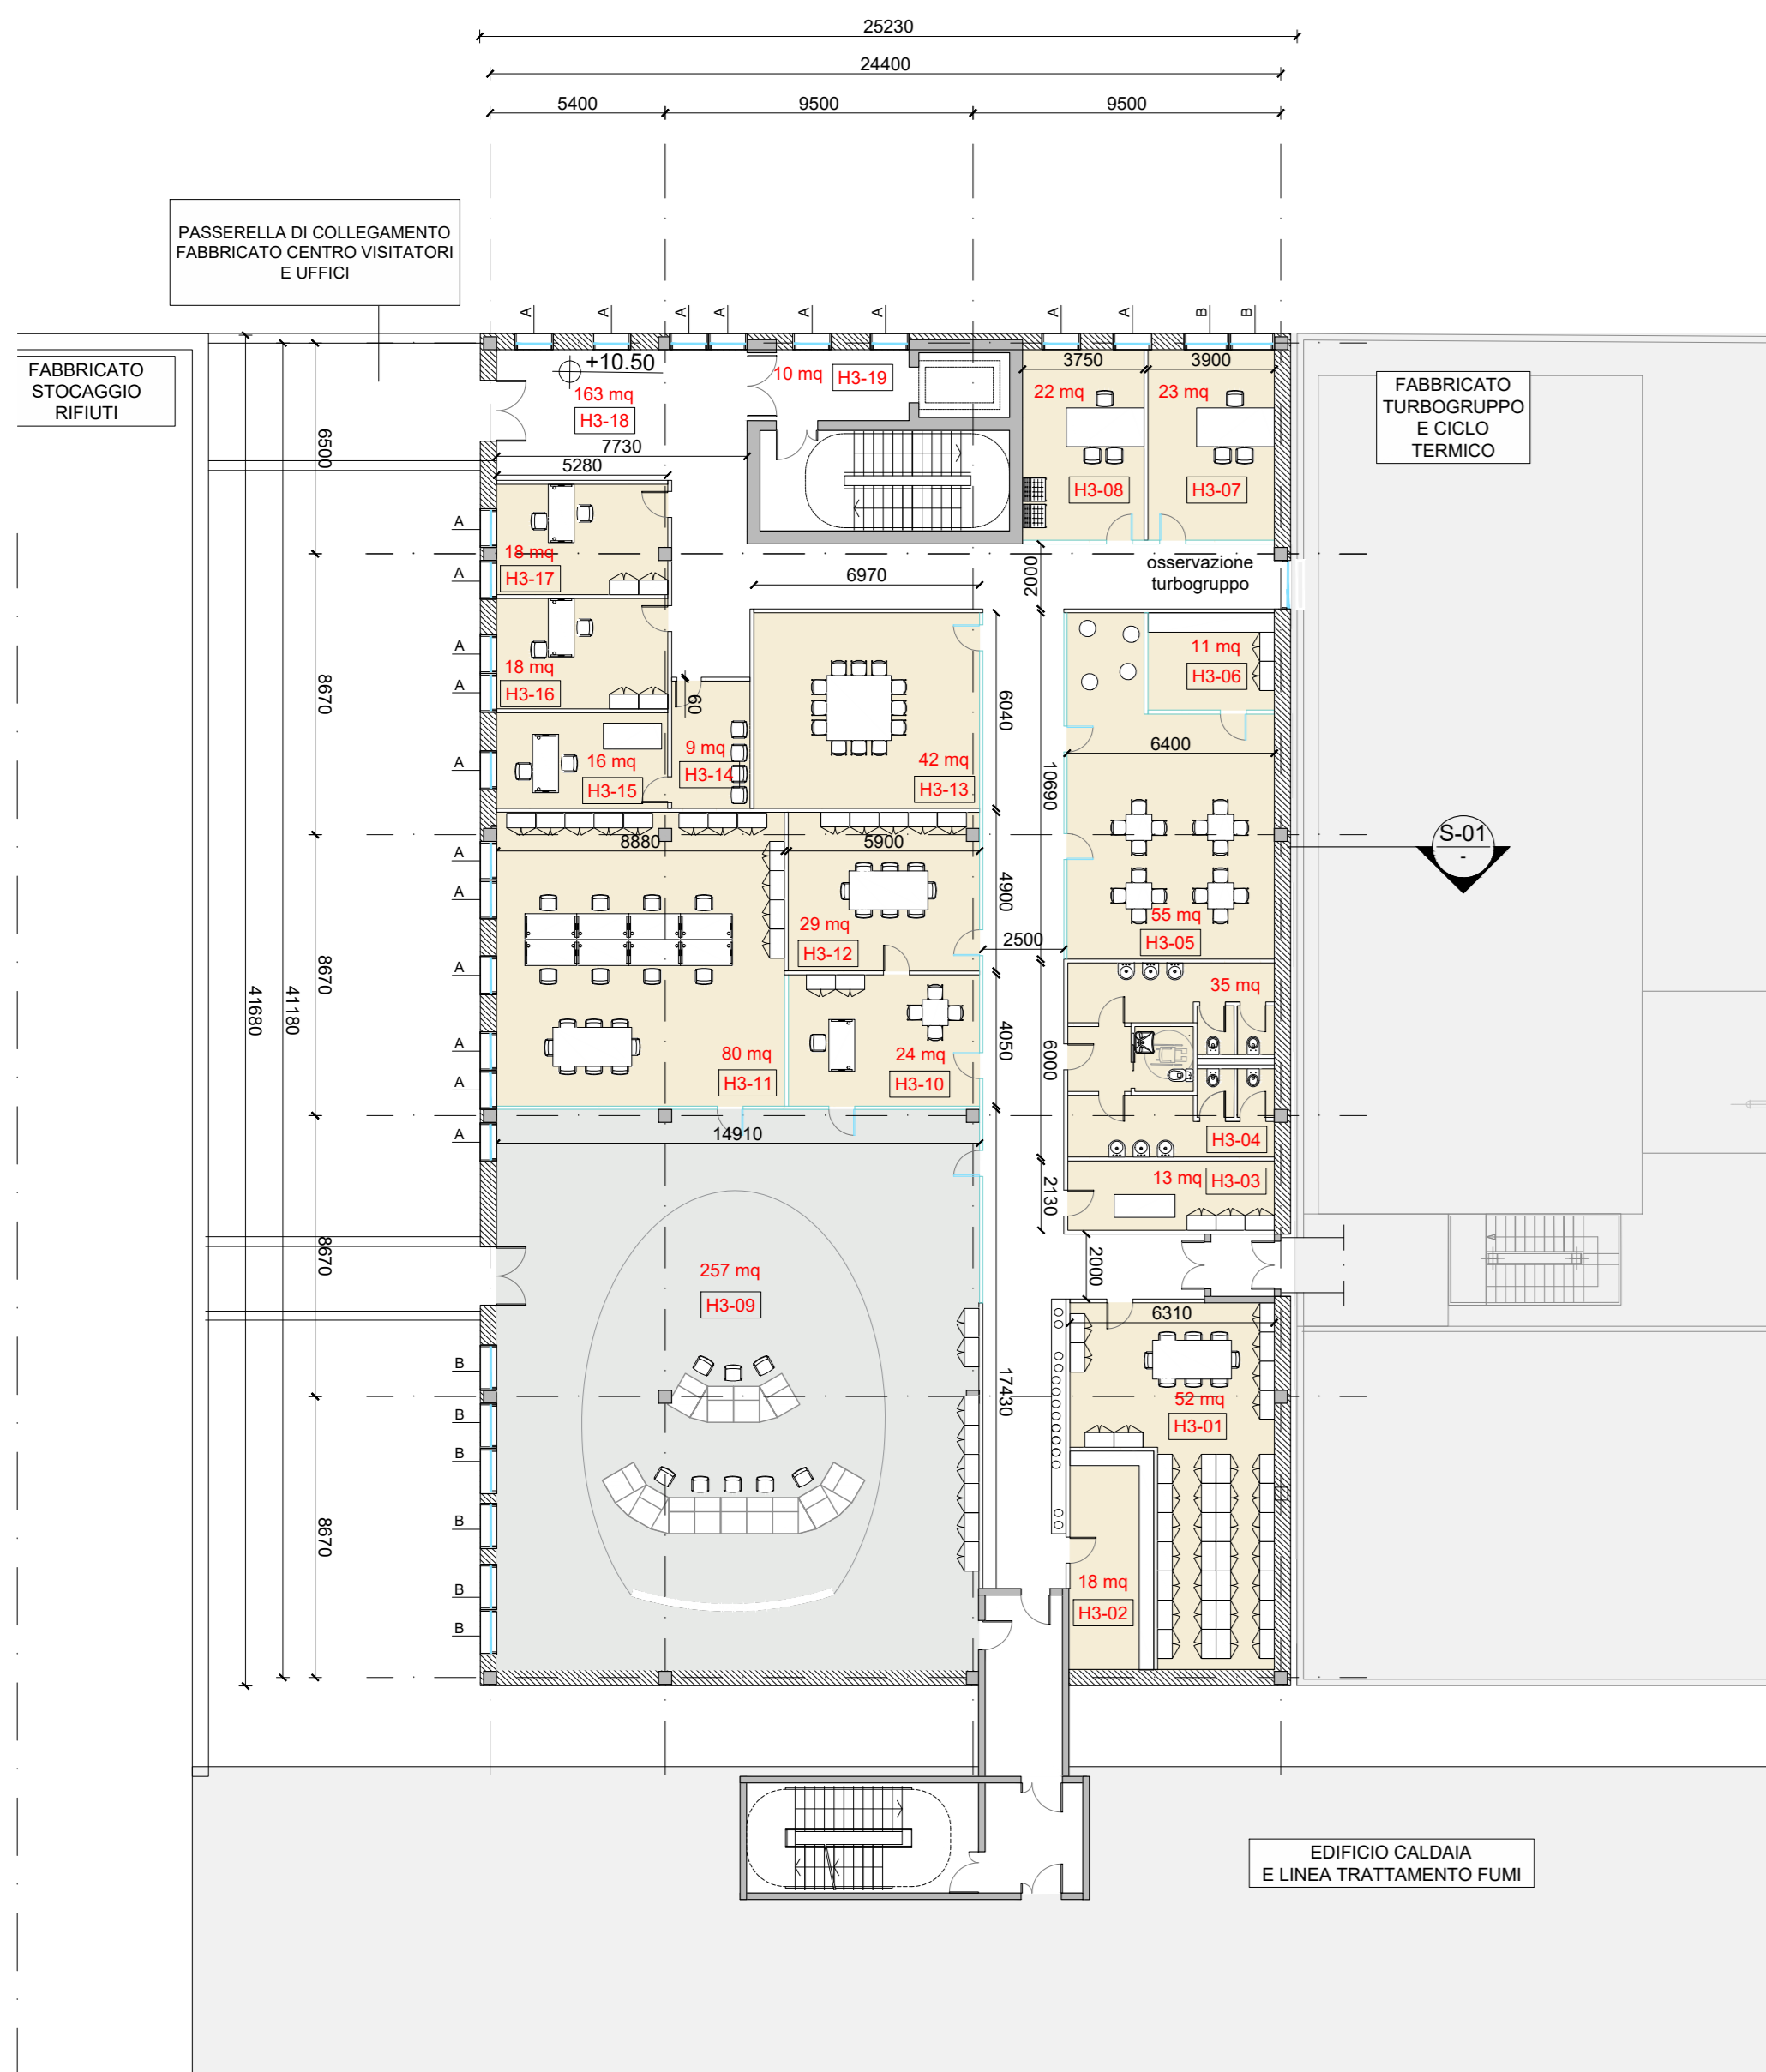 25230
24400
5400
9500
9500
PASSERELLA DI COLLEGAMENTO
FABBRICATO CENTRO VISITATORI
E UFFICI
A
A
A
A
A
A
A
A
B
B
FABBRICATO
STOCAGGIO
RIFIUTI
+10.50
163 mq
H3-18
10 mq
H3-19
3750
3900
22 mq
23 mq
H3-08
H3-07
FABBRICATO
TURBOGRUPPO
E CICLO
TERMICO
6500
7730
5280
A
18 mq
H3-17
A
6970
2000
osservazione
turbogruppo
A
18 mq
H3-16
A
8670
60
6040
11 mq
H3-06
A
16 mq
H3-15
9 mq
H3-14
42 mq
H3-13
10690
6400
8880
5900
S-01
-
A
A
4900
29 mq
H3-12
2500
55 mq
H3-05
A
8670
41180
41680
35 mq
A
A
80 mq
H3-11
24 mq
H3-10
4050
6000
A
14910
H3-04
13 mq
H3-03
2130
8670
257 mq
H3-09
2000
6310
B
B
B
17430
52 mq
H3-01
B
8670
B
B
18 mq
H3-02
EDIFICIO CALDAIA
E LINEA TRATTAMENTO FUMI